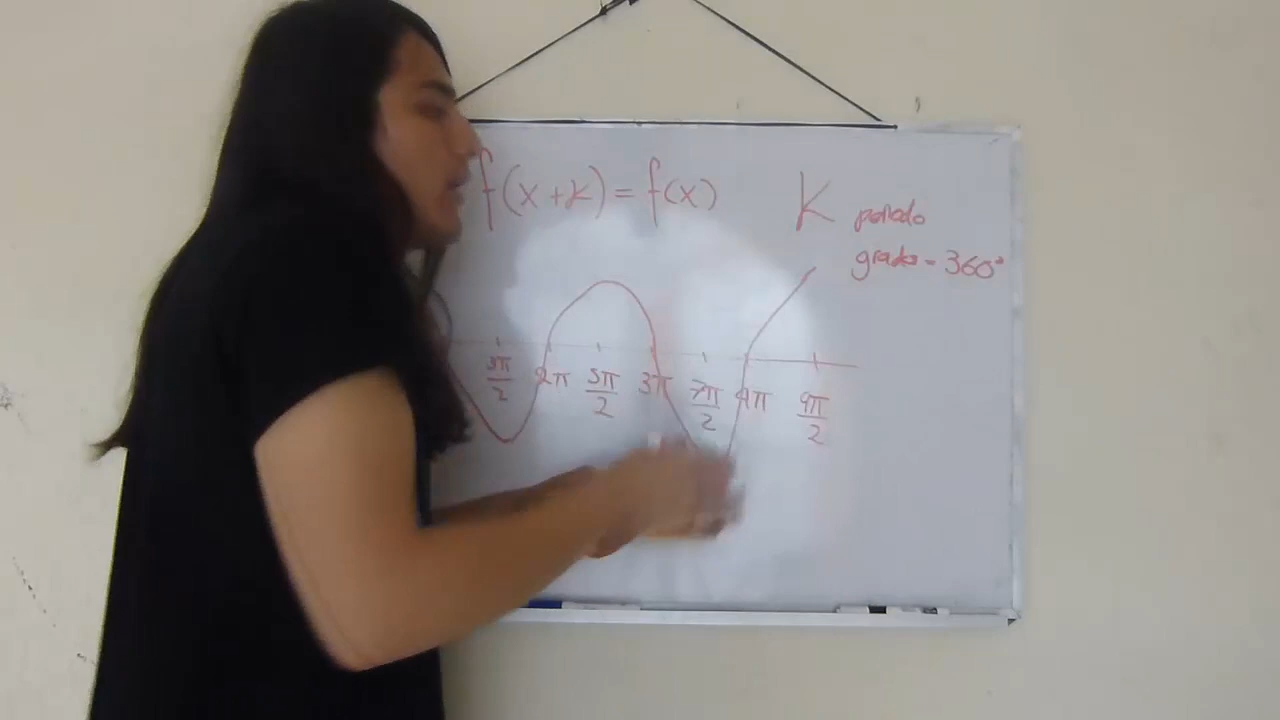 f(x+k) = f(x)
K periodo
grados = 360°
3π/2 2π 5π/2 3π 7π/2 4π 9π/2